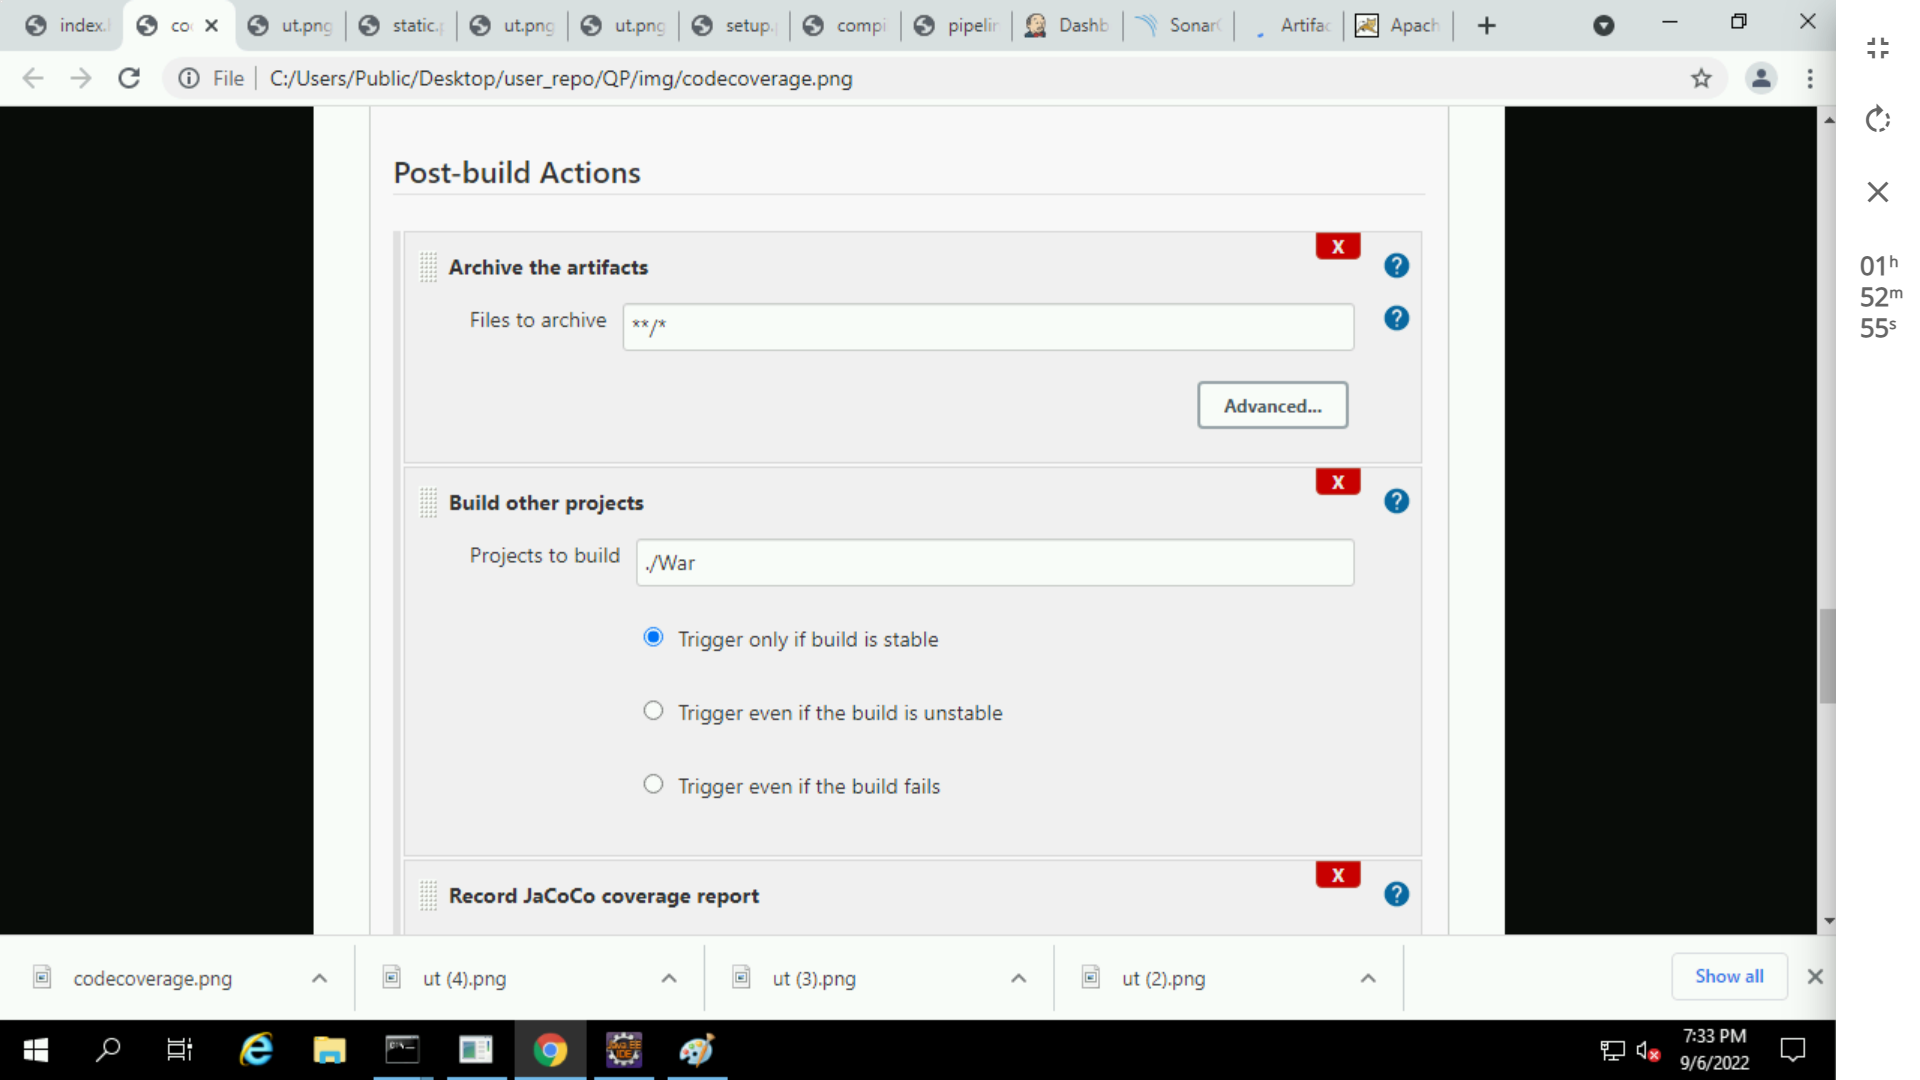 index.
co
ut.png
static.
ut.png
ut.png
setup.
compi
pipelin
Dashb
Sonar
Artifac
Apach
File
C:/Users/Public/Desktop/user_repo/QP/img/codecoverage.png
01h
52m
55s
Post-build Actions
Archive the artifacts
X
?
Files to archive
**/*
?
Advanced...
Build other projects
X
?
Projects to build
./War
Trigger only if build is stable
Trigger even if the build is unstable
Trigger even if the build fails
Record JaCoCo coverage report
X
?
codecoverage.png
ut (4).png
ut (3).png
ut (2).png
Show all
7:33 PM
9/6/2022